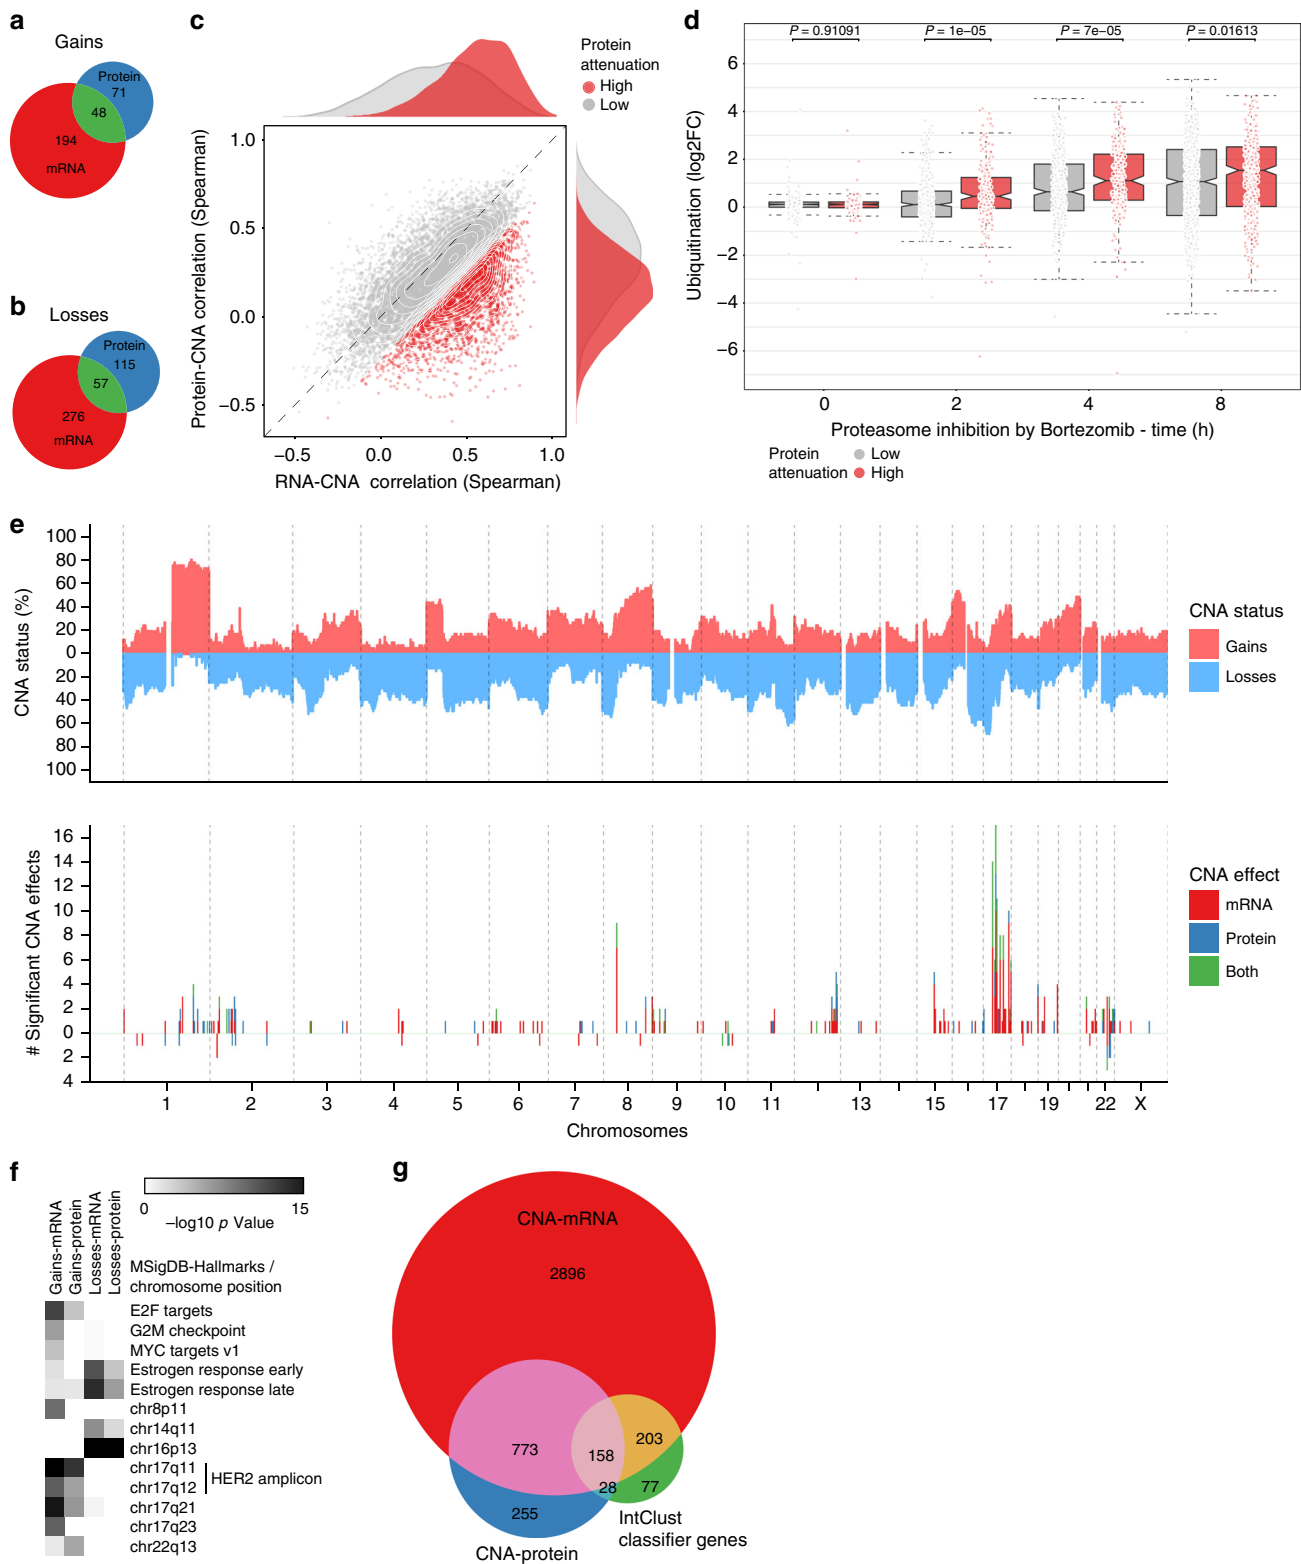 a
Gains
Protein
71
48
194
mRNA
b
Losses
Protein
115
57
276
mRNA
c
Protein
attenuation
High
Low
1.0
0.5
0.0
−0.5
Protein-CNA correlation (Spearman)
−0.5
0.0
0.5
1.0
RNA-CNA correlation (Spearman)
d
P = 0.91091
P = 1e−05
P = 7e−05
P = 0.01613
6
4
2
0
−2
−4
−6
Ubiquitination (log2FC)
0
2
4
8
Proteasome inhibition by Bortezomib - time (h)
Protein
attenuation
Low
High
e
100
80
60
40
20
0
20
40
60
80
100
CNA status (%)
CNA status
Gains
Losses
16
14
12
10
8
6
4
2
0
2
4
# Significant CNA effects
CNA effect
mRNA
Protein
Both
1
2
3
4
5
6
7
8
9
10
11
13
15
17
19
22
X
Chromosomes
f
0
15
−log10 p Value
Gains-mRNA
Gains-protein
Losses-mRNA
Losses-protein
MSigDB-Hallmarks /
chromosome position
E2F targets
G2M checkpoint
MYC targets v1
Estrogen response early
Estrogen response late
chr8p11
chr14q11
chr16p13
chr17q11
chr17q12
HER2 amplicon
chr17q21
chr17q23
chr22q13
g
CNA-mRNA
2896
773
158
203
28
77
255
IntClust
classifier genes
CNA-protein